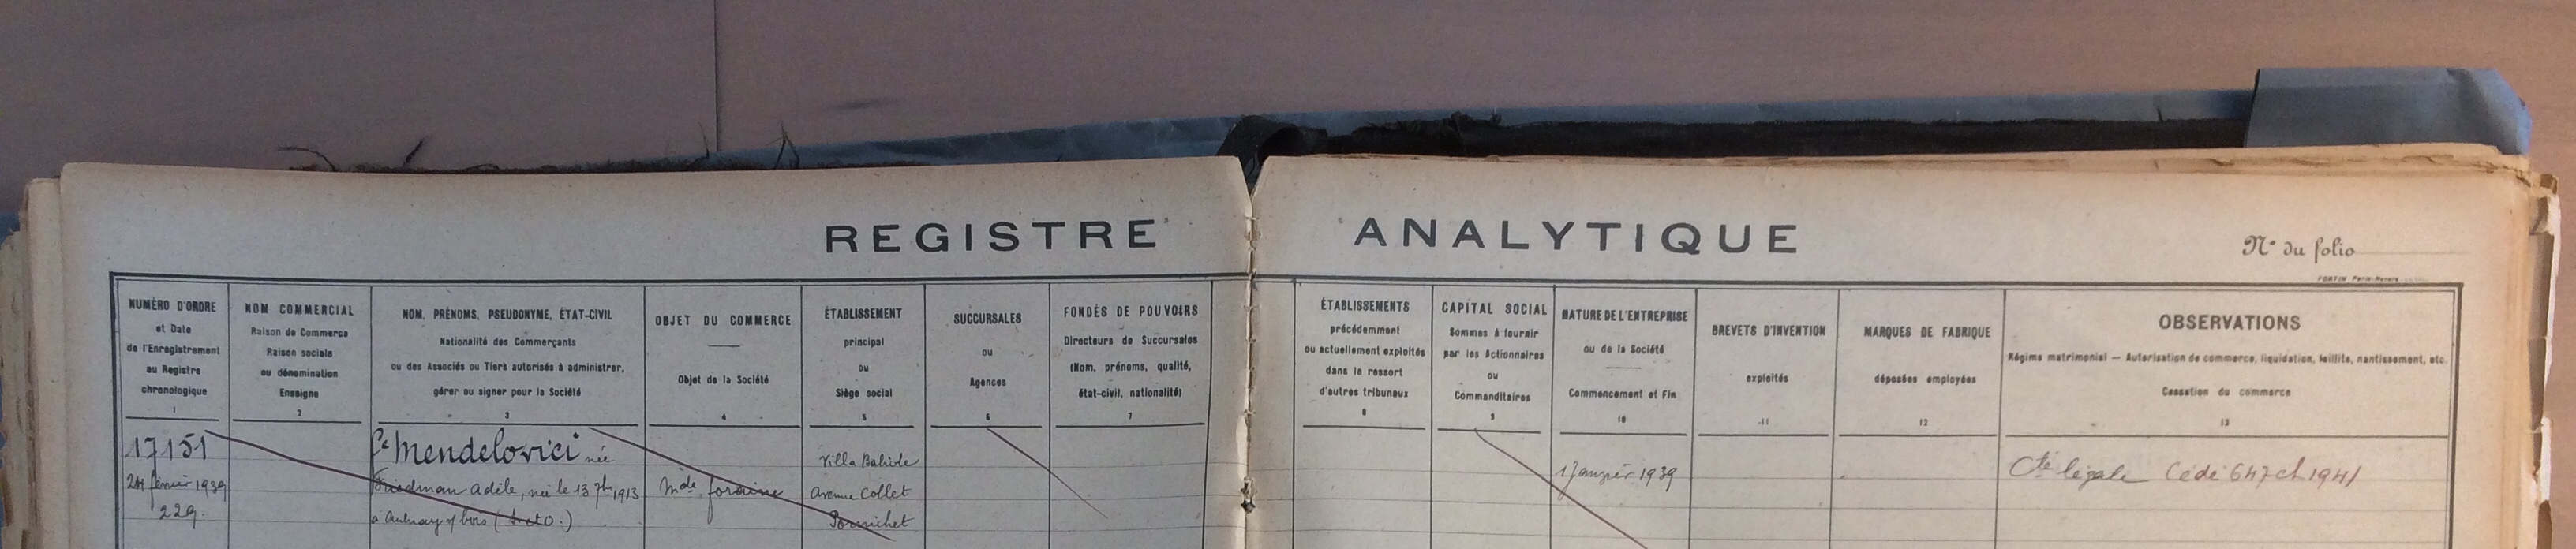 REGISTRE ANALYTIQUE
N° du folio
FORTIN Paris-Nevers
NUMÉRO D'ORDRE
et Date
de l'Enregistrement
au Registre
chronologique
1
NOM COMMERCIAL
Raison de Commerce
Raison sociale
ou dénomination
Enseigne
2
NOM, PRÉNOMS, PSEUDONYME, ÉTAT-CIVIL
Nationalité des Commerçants
ou des Associés ou Tiers autorisés à administrer,
gérer ou signer pour la Société
3
OBJET DU COMMERCE
Objet de la Société
4
ÉTABLISSEMENT
principal
ou
Siège social
5
SUCCURSALES
ou
Agences
6
FONDÉS DE POUVOIRS
Directeurs de Succursales
(Nom, prénoms, qualité,
état-civil, nationalité)
7
ÉTABLISSEMENTS
précédemment
ou actuellement exploités
dans le ressort
d'autres tribunaux
8
CAPITAL SOCIAL
Sommes à fournir
par les Actionnaires
ou
Commanditaires
9
NATURE DE L'ENTREPRISE
ou de la Société
Commencement et Fin
10
BREVETS D'INVENTION
exploités
11
MARQUES DE FABRIQUE
déposées employées
12
OBSERVATIONS
Régime matrimonial — Autorisation de commerce, liquidation, faillite, nantissement, etc.
Cessation du commerce
13
17151
24 février 1939
229.
Mendelovici née
Friedman Adèle, née le 13 7bre 1913
à Aulnay s/ bois
Mde foraine
Villa
Avenue Collet
Pornichet
1 Janvier 1939
Cté légale Cédé 647 ch 1941